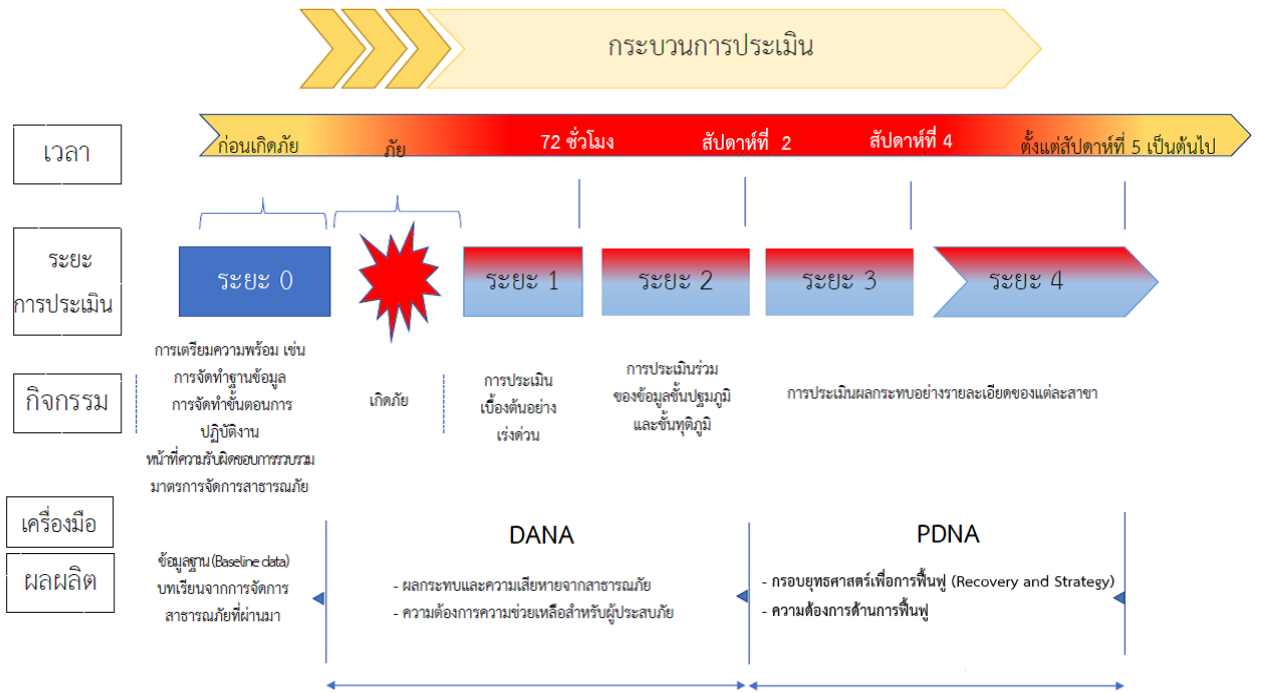 กระบวนการประเมิน
เวลา
ก่อนเกิดภัย
ภัย
72 ชั่วโมง
สัปดาห์ที่ 2
สัปดาห์ที่ 4
ตั้งแต่สัปดาห์ที่ 5 เป็นต้นไป
ระยะ
การประเมิน
ระยะ 0
ระยะ 1
ระยะ 2
ระยะ 3
ระยะ 4
กิจกรรม
การเตรียมความพร้อม เช่น
การจัดทำฐานข้อมูล
การจัดทำขั้นตอนการ
ปฏิบัติงาน
หน้าที่ความรับผิดชอบการรวบรวม
มาตรการจัดการสาธารณภัย
เกิดภัย
การประเมิน
เบื้องต้นอย่าง
เร่งด่วน
การประเมินร่วม
ของข้อมูลขั้นปฐมภูมิ
และขั้นทุติภูมิ
การประเมินผลกระทบอย่างรายละเอียดของแต่ละสาขา
เครื่องมือ
DANA
PDNA
ผลผลิต
ข้อมูลฐาน (Baseline data)
บทเรียนจากการจัดการ
สาธารณภัยที่ผ่านมา
- ผลกระทบและความเสียหายจากสาธารณภัย
- ความต้องการความช่วยเหลือสำหรับผู้ประสบภัย
- กรอบยุทธศาสตร์เพื่อการฟื้นฟู (Recovery and Strategy)
- ความต้องการด้านการฟื้นฟู